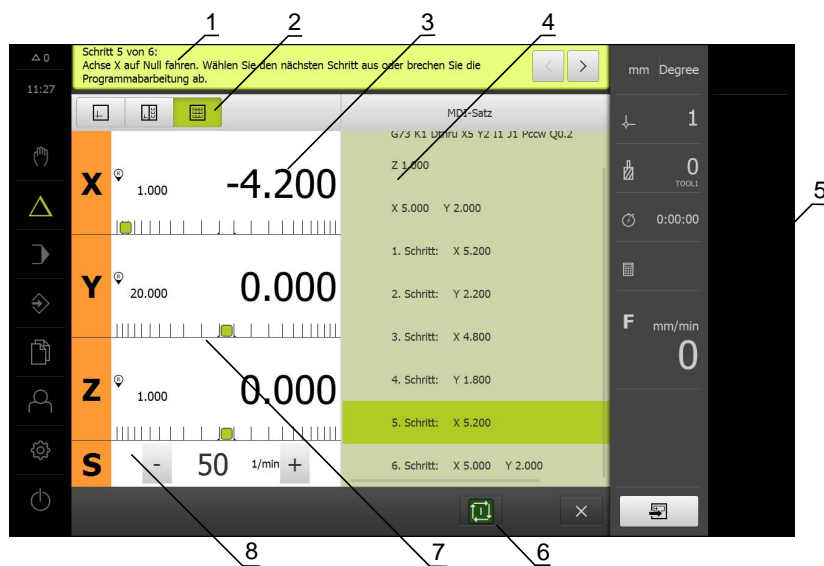 1
2
3
4
5
6
7
8
△ 0
11:27
Schritt 5 von 6:
Achse X auf Null fahren. Wählen Sie den nächsten Schritt aus oder brechen Sie die
Programmabarbeitung ab.
< >
mm Degree
MDI-Satz
G73 K1 Dthru X5 Y2 I1 J1 Pccw Q0.2
Z 1.000
X 5.000 Y 2.000
1. Schritt: X 5.200
2. Schritt: Y 2.200
3. Schritt: X 4.800
4. Schritt: Y 1.800
5. Schritt: X 5.200
6. Schritt: X 5.000 Y 2.000
X R 1.000 -4.200
Y R 20.000 0.000
Z R 1.000 0.000
S - 50 1/min +
1
0
TOOL1
0:00:00
F mm/min
0